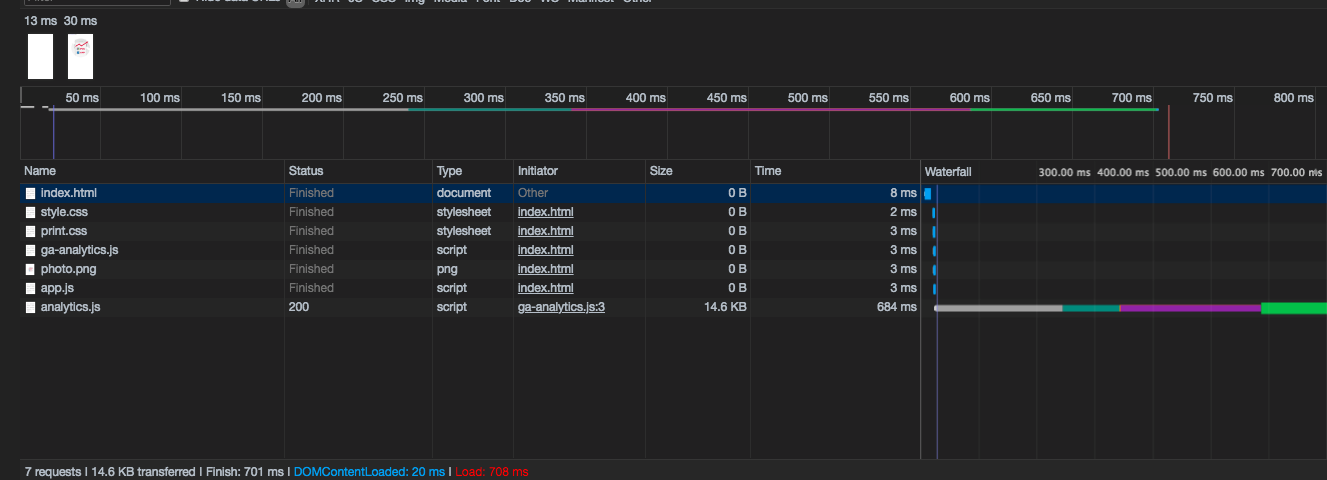 13 ms 30 ms
50 ms 100 ms 150 ms 200 ms 250 ms 300 ms 350 ms 400 ms 450 ms 500 ms 550 ms 600 ms 650 ms 700 ms 750 ms 800 ms
Name Status Type Initiator Size Time Waterfall 300.00 ms 400.00 ms 500.00 ms 600.00 ms 700.00 ms
index.html Finished document Other 0 B 8 ms
style.css Finished stylesheet index.html 0 B 2 ms
print.css Finished stylesheet index.html 0 B 3 ms
ga-analytics.js Finished script index.html 0 B 3 ms
photo.png Finished png index.html 0 B 3 ms
app.js Finished script index.html 0 B 3 ms
analytics.js 200 script ga-analytics.js:3 14.6 KB 684 ms
7 requests | 14.6 KB transferred | Finish: 701 ms | DOMContentLoaded: 20 ms | Load: 708 ms